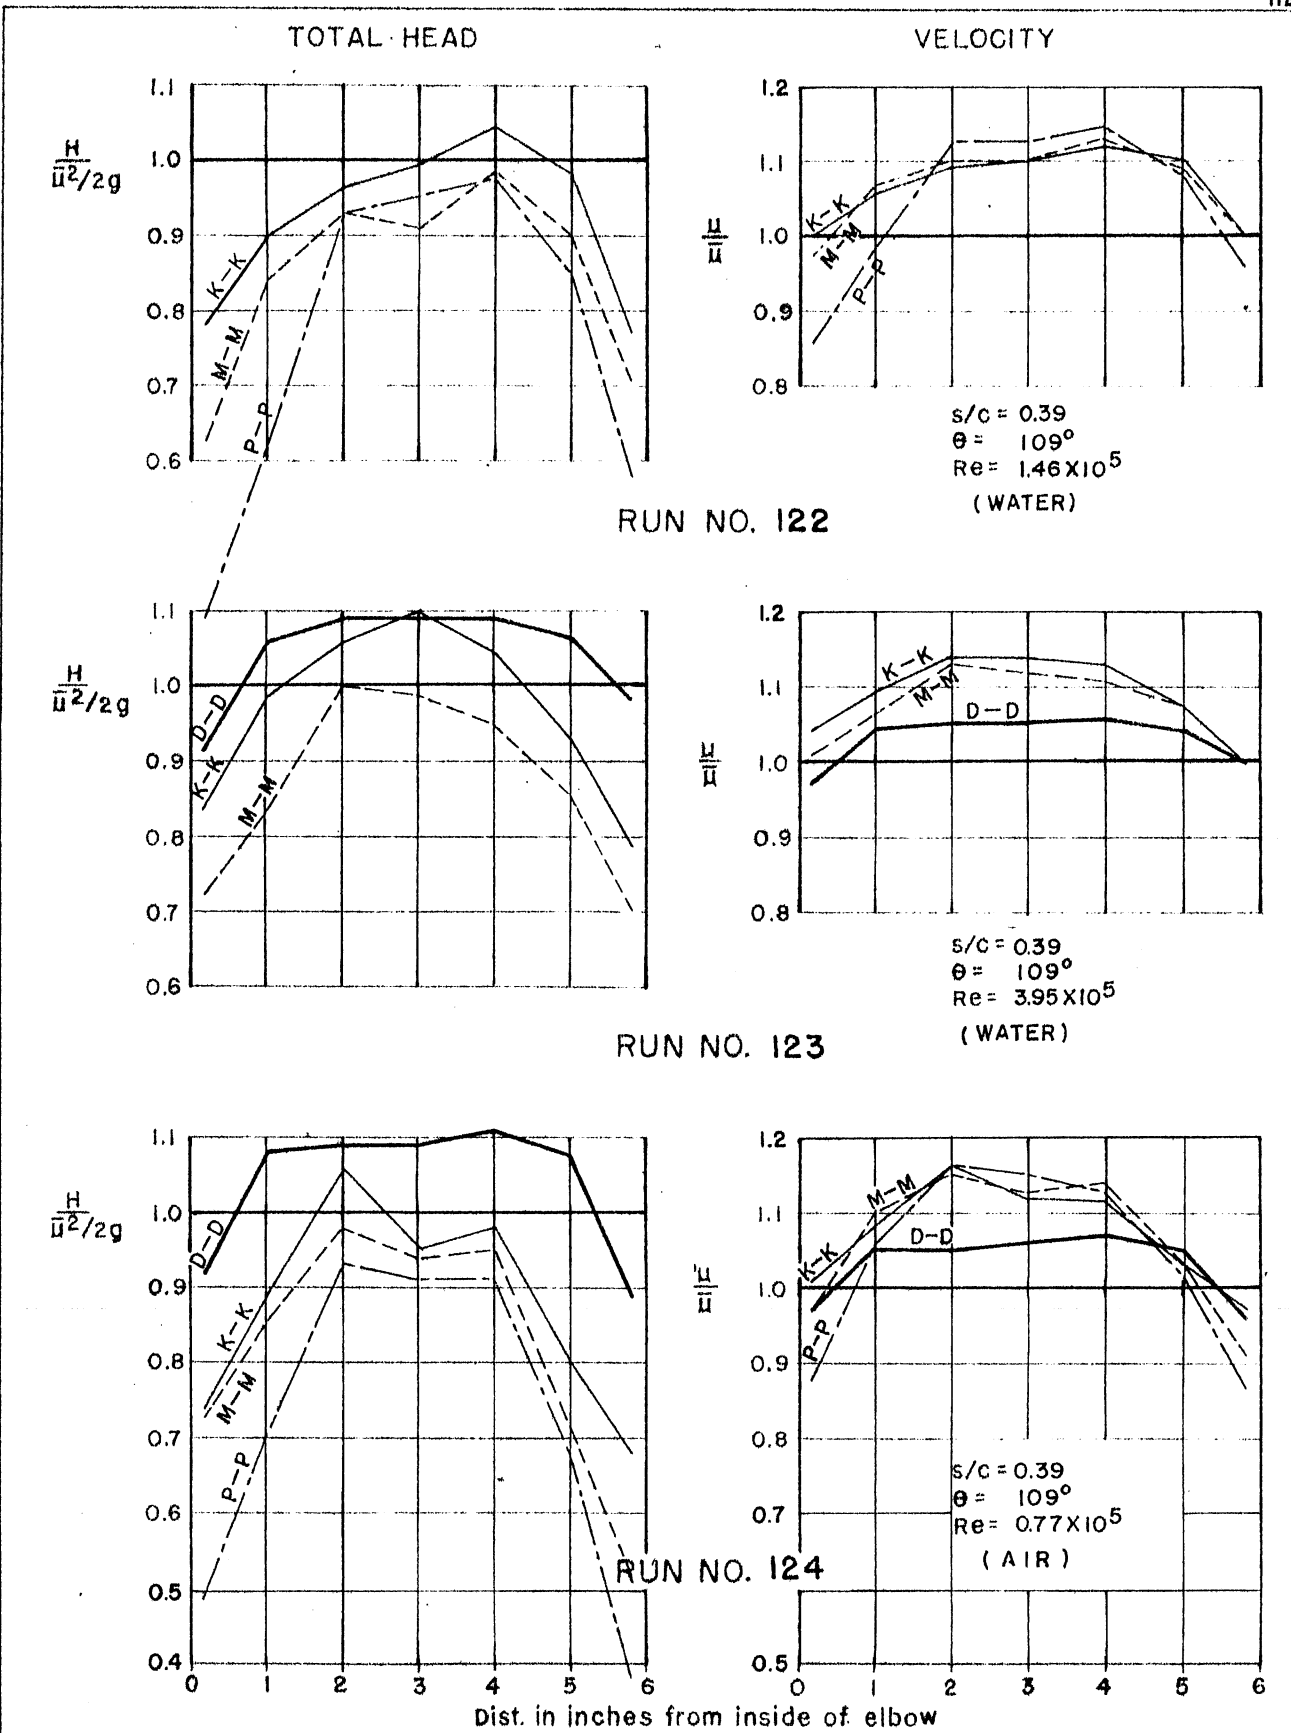 TOTAL HEAD
VELOCITY
1.1
1.0
0.9
0.8
0.7
0.6
H
ū²/2g
K–K
M–M
P–P
1.2
1.1
1.0
0.9
0.8
u
ū
K–K
M–M
P–P
s/c = 0.39
θ = 109°
Re = 1.46X10⁵
(WATER)
RUN NO. 122
1.1
1.0
0.9
0.8
0.7
0.6
H
ū²/2g
D–D
K–K
M–M
1.2
1.1
1.0
0.9
0.8
u
ū
K–K
M–M
D–D
s/c = 0.39
θ = 109°
Re = 3.95X10⁵
(WATER)
RUN NO. 123
1.1
1.0
0.9
0.8
0.7
0.6
0.5
0.4
H
ū²/2g
D–D
K–K
M–M
P–P
0 1 2 3 4 5 6
1.2
1.1
1.0
0.9
0.8
0.7
0.5
u
ū
M–M
D–D
K–K
P–P
s/c = 0.39
θ = 109°
Re = 0.77X10⁵
(AIR)
RUN NO. 124
0 1 2 3 4 5 6
Dist. in inches from inside of elbow